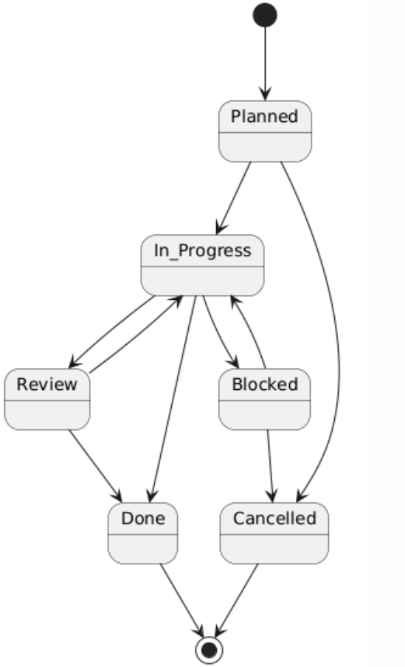 Planned
In_Progress
Review
Blocked
Done
Cancelled